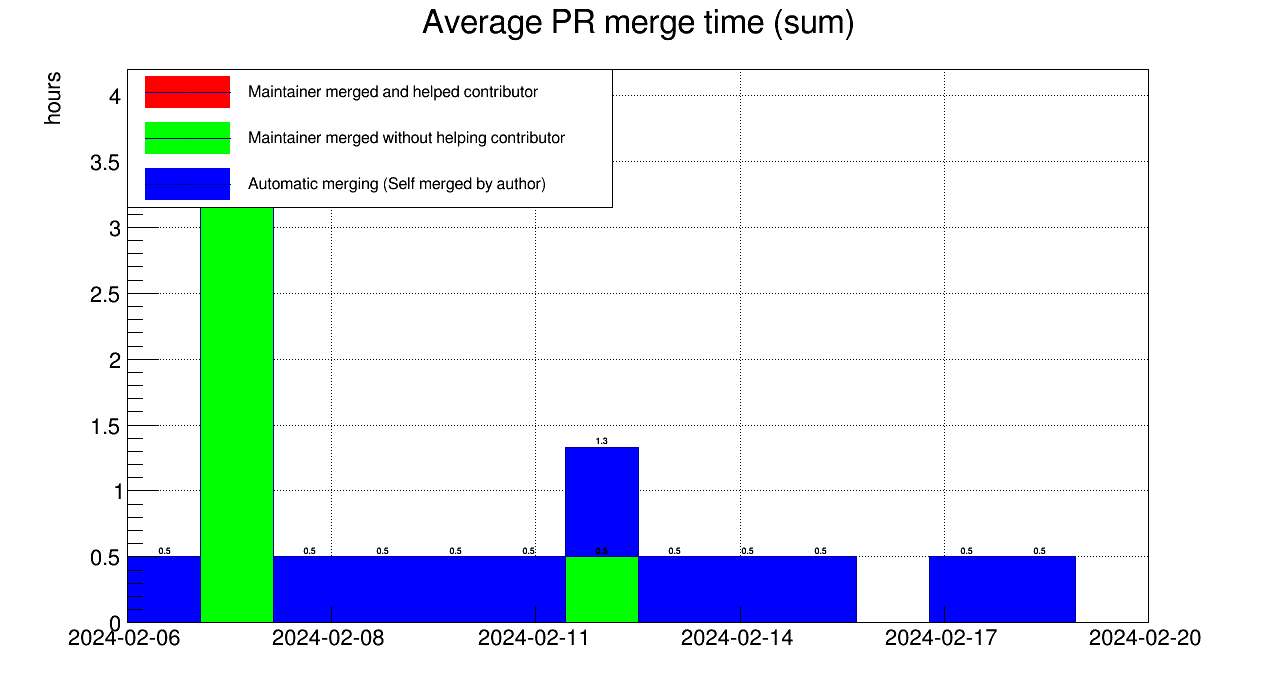 Average PR merge time (sum)
hours
Maintainer merged and helped contributor
Maintainer merged without helping contributor
Automatic merging (Self merged by author)
4
3.5
3
2.5
2
1.5
1
0.5
0
1.3
0.5 0.5 0.5 0.5 0.5 0.5 0.5 0.5 0.5 0.5 0.5
2024-02-06 2024-02-08 2024-02-11 2024-02-14 2024-02-17 2024-02-20